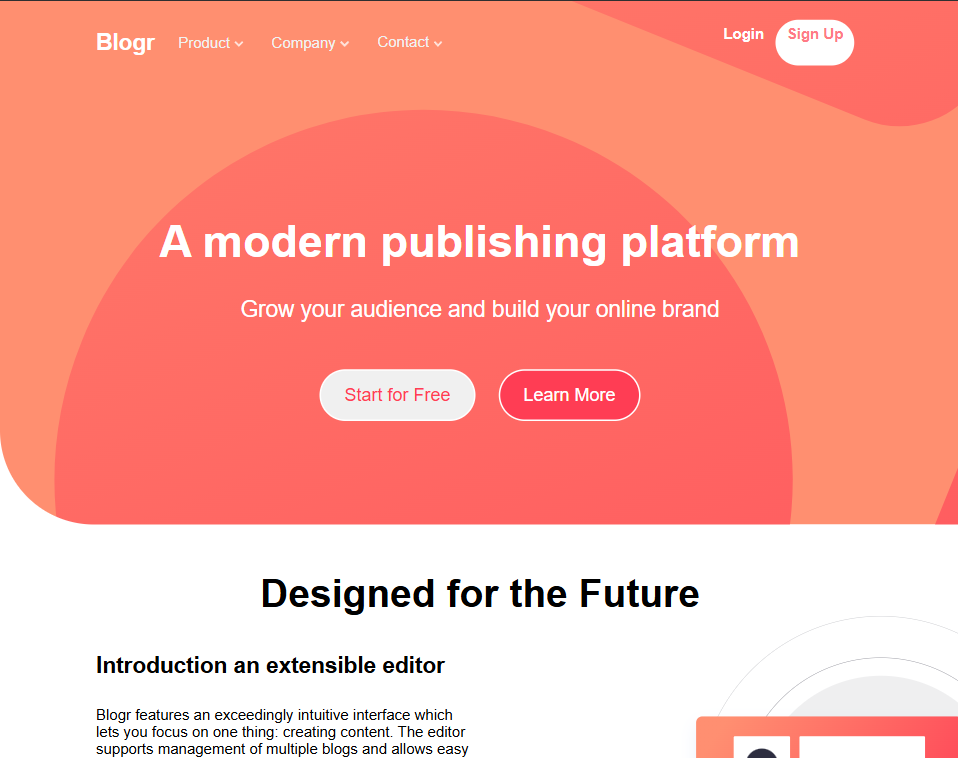 Blogr Product Company Contact Login Sign Up
A modern publishing platform
Grow your audience and build your online brand
Start for Free Learn More
Designed for the Future
Introduction an extensible editor
Blogr features an exceedingly intuitive interface which
lets you focus on one thing: creating content. The editor
supports management of multiple blogs and allows easy